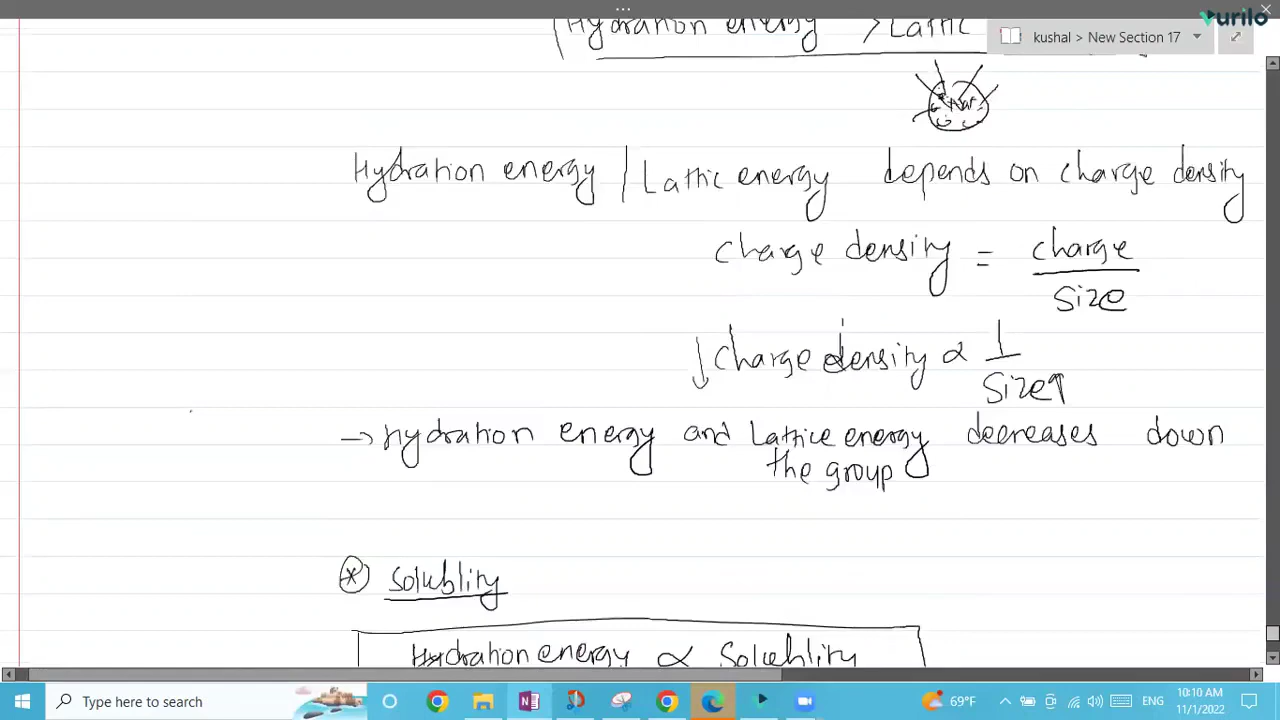 ...
vurilo
Hydration energy > Lattic
kushal > New Section 17
Hydration energy | Lattic energy depends on charge density
charge density = charge
size
↓ charge density ∝ 1
size↑
→ Hydration energy and Lattice energy decreases down
the group
* solublity
Hydration energy ∝ Solublity
Type here to search
69°F
ENG
10:10 AM
11/1/2022